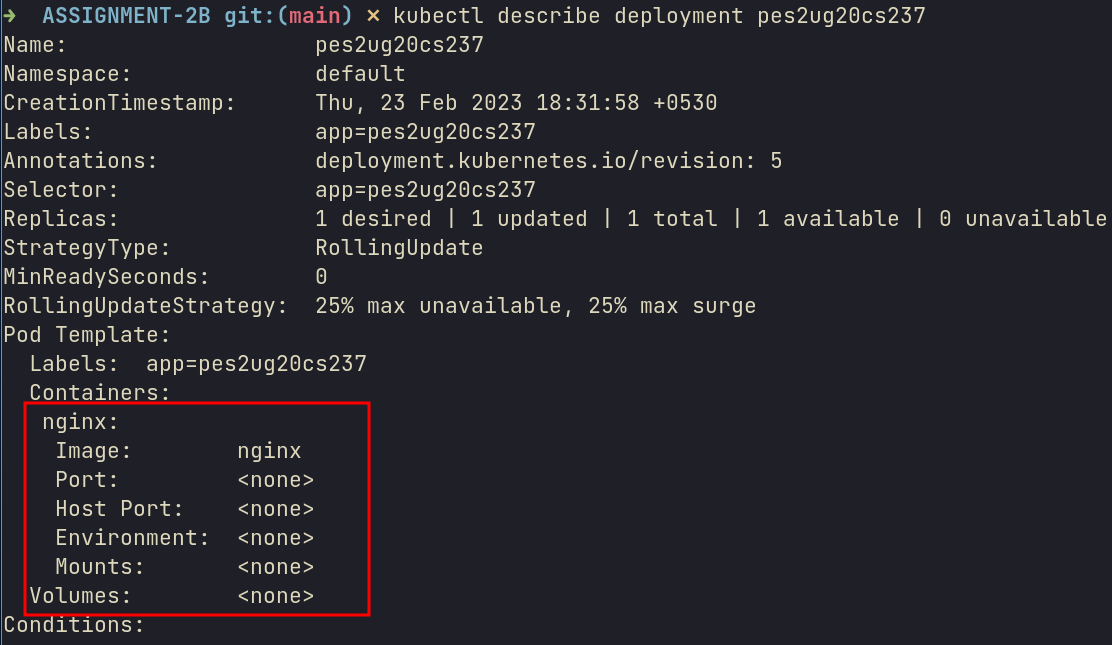 → ASSIGNMENT-2B git:(main) × kubectl describe deployment pes2ug20cs237
Name:                   pes2ug20cs237
Namespace:              default
CreationTimestamp:      Thu, 23 Feb 2023 18:31:58 +0530
Labels:                 app=pes2ug20cs237
Annotations:            deployment.kubernetes.io/revision: 5
Selector:               app=pes2ug20cs237
Replicas:               1 desired | 1 updated | 1 total | 1 available | 0 unavailable
StrategyType:           RollingUpdate
MinReadySeconds:        0
RollingUpdateStrategy:  25% max unavailable, 25% max surge
Pod Template:
  Labels:  app=pes2ug20cs237
  Containers:
   nginx:
    Image:        nginx
    Port:         <none>
    Host Port:    <none>
    Environment:  <none>
    Mounts:       <none>
  Volumes:        <none>
Conditions: